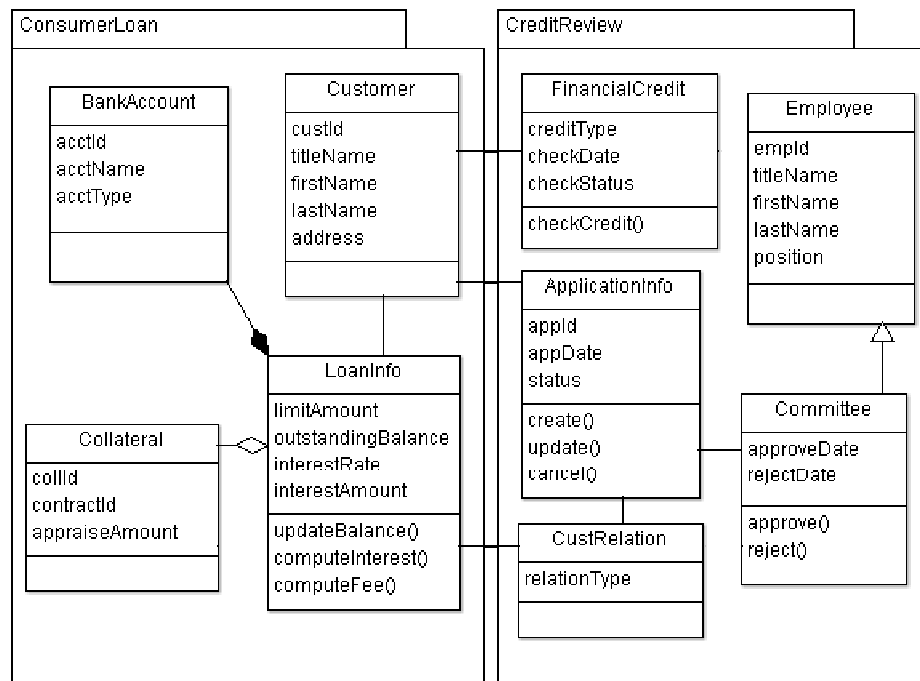 ConsumerLoan
BankAccount
acctId
acctName
acctType
Customer
custId
titleName
firstName
lastName
address
LoanInfo
limitAmount
outstandingBalance
interestRate
interestAmount
updateBalance()
computeInterest()
computeFee()
Collateral
collId
contractId
appraiseAmount
CreditReview
FinancialCredit
creditType
checkDate
checkStatus
checkCredit()
Employee
empId
titleName
firstName
lastName
position
ApplicationInfo
appId
appDate
status
create()
update()
cancel()
Committee
approveDate
rejectDate
approve()
reject()
CustRelation
relationType